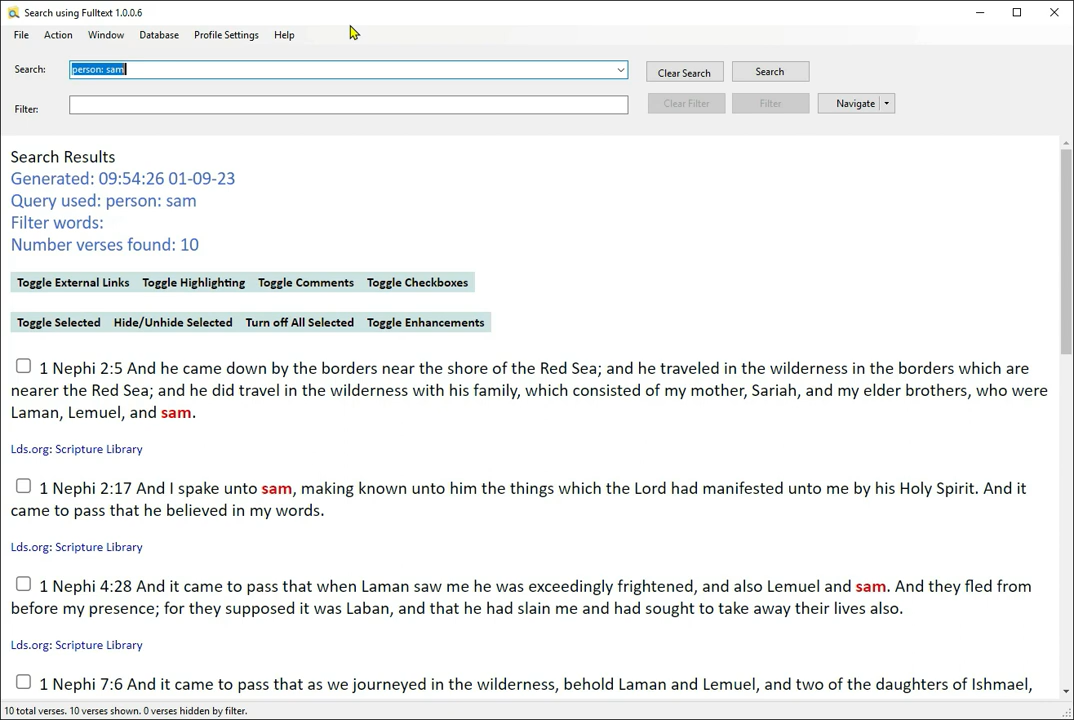 Search using Fulltext 1.0.0.6
File Action Window Database Profile Settings Help
Search: person: sam Clear Search Search
Filter: Clear Filter Filter Navigate
Search Results
Generated: 09:54:26 01-09-23
Query used: person: sam
Filter words:
Number verses found: 10
Toggle External Links Toggle Highlighting Toggle Comments Toggle Checkboxes
Toggle Selected Hide/Unhide Selected Turn off All Selected Toggle Enhancements
1 Nephi 2:5 And he came down by the borders near the shore of the Red Sea; and he traveled in the wilderness in the borders which are
nearer the Red Sea; and he did travel in the wilderness with his family, which consisted of my mother, Sariah, and my elder brothers, who were
Laman, Lemuel, and sam.
Lds.org: Scripture Library
1 Nephi 2:17 And I spake unto sam, making known unto him the things which the Lord had manifested unto me by his Holy Spirit. And it
came to pass that he believed in my words.
Lds.org: Scripture Library
1 Nephi 4:28 And it came to pass that when Laman saw me he was exceedingly frightened, and also Lemuel and sam. And they fled from
before my presence; for they supposed it was Laban, and that he had slain me and had sought to take away their lives also.
Lds.org: Scripture Library
1 Nephi 7:6 And it came to pass that as we journeyed in the wilderness, behold Laman and Lemuel, and two of the daughters of Ishmael,
10 total verses. 10 verses shown. 0 verses hidden by filter.